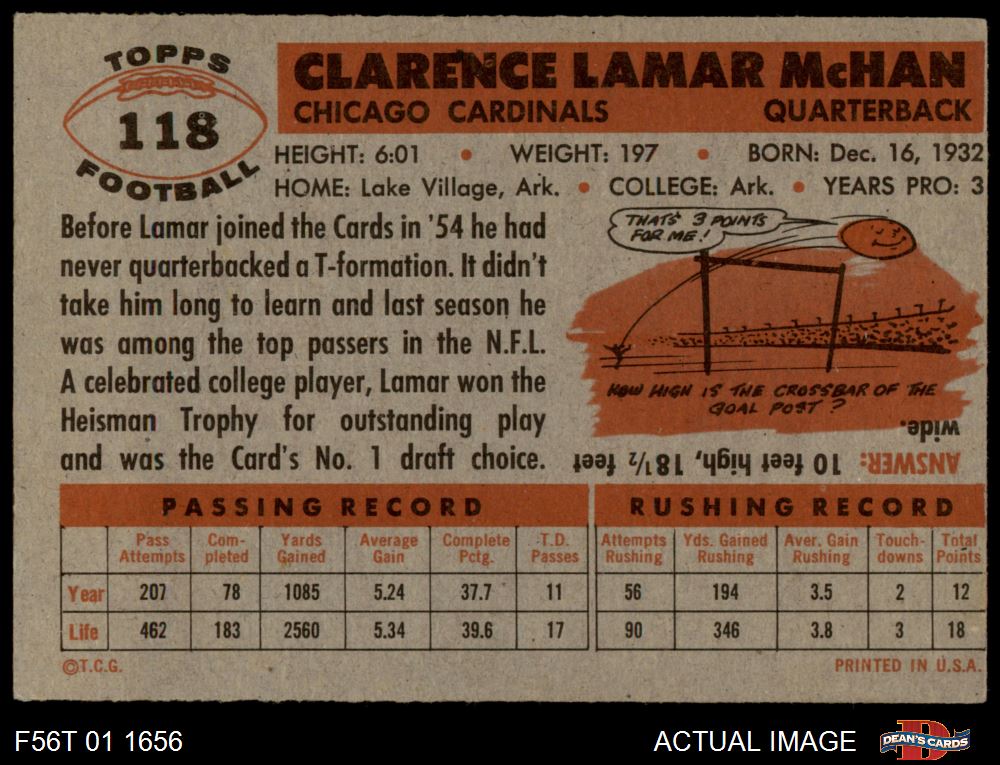 TOPPS
118
FOOTBALL
CLARENCE LAMAR McHAN
CHICAGO CARDINALS QUARTERBACK
HEIGHT: 6:01 • WEIGHT: 197 • BORN: Dec. 16, 1932
HOME: Lake Village, Ark. • COLLEGE: Ark. • YEARS PRO: 3
Before Lamar joined the Cards in '54 he had
never quarterbacked a T-formation. It didn't
take him long to learn and last season he
was among the top passers in the N.F.L.
A celebrated college player, Lamar won the
Heisman Trophy for outstanding play
and was the Card's No. 1 draft choice.
THAT'S 3 POINTS
FOR ME!
HOW HIGH IS THE CROSSBAR OF THE
GOAL POST?
ANSWER: 10 feet high, 18½ feet
wide.
PASSING RECORD
Pass Attempts Com-pleted Yards Gained Average Gain Complete Pctg. T.D. Passes
Year 207 78 1085 5.24 37.7 11
Life 462 183 2560 5.34 39.6 17
RUSHING RECORD
Attempts Rushing Yds. Gained Rushing Aver. Gain Rushing Touch-downs Total Points
56 194 3.5 2 12
90 346 3.8 3 18
©T.C.G. PRINTED IN U.S.A.
F56T 01 1656 ACTUAL IMAGE DEAN'S CARDS